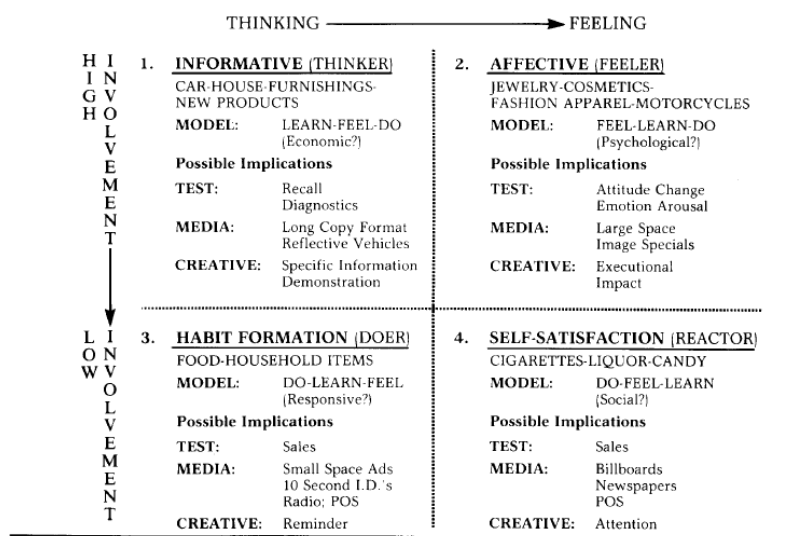 THINKING FEELING
HIGH INVOLVEMENT
1. INFORMATIVE (THINKER)
CAR-HOUSE-FURNISHINGS-
NEW PRODUCTS
MODEL: LEARN-FEEL-DO
(Economic?)
Possible Implications
TEST: Recall
Diagnostics
MEDIA: Long Copy Format
Reflective Vehicles
CREATIVE: Specific Information
Demonstration
2. AFFECTIVE (FEELER)
JEWELRY-COSMETICS-
FASHION APPAREL-MOTORCYCLES
MODEL: FEEL-LEARN-DO
(Psychological?)
Possible Implications
TEST: Attitude Change
Emotion Arousal
MEDIA: Large Space
Image Specials
CREATIVE: Executional
Impact
LOW INVOLVEMENT
3. HABIT FORMATION (DOER)
FOOD-HOUSEHOLD ITEMS
MODEL: DO-LEARN-FEEL
(Responsive?)
Possible Implications
TEST: Sales
MEDIA: Small Space Ads
10 Second I.D.'s
Radio; POS
CREATIVE: Reminder
4. SELF-SATISFACTION (REACTOR)
CIGARETTES-LIQUOR-CANDY
MODEL: DO-FEEL-LEARN
(Social?)
Possible Implications
TEST: Sales
MEDIA: Billboards
Newspapers
POS
CREATIVE: Attention